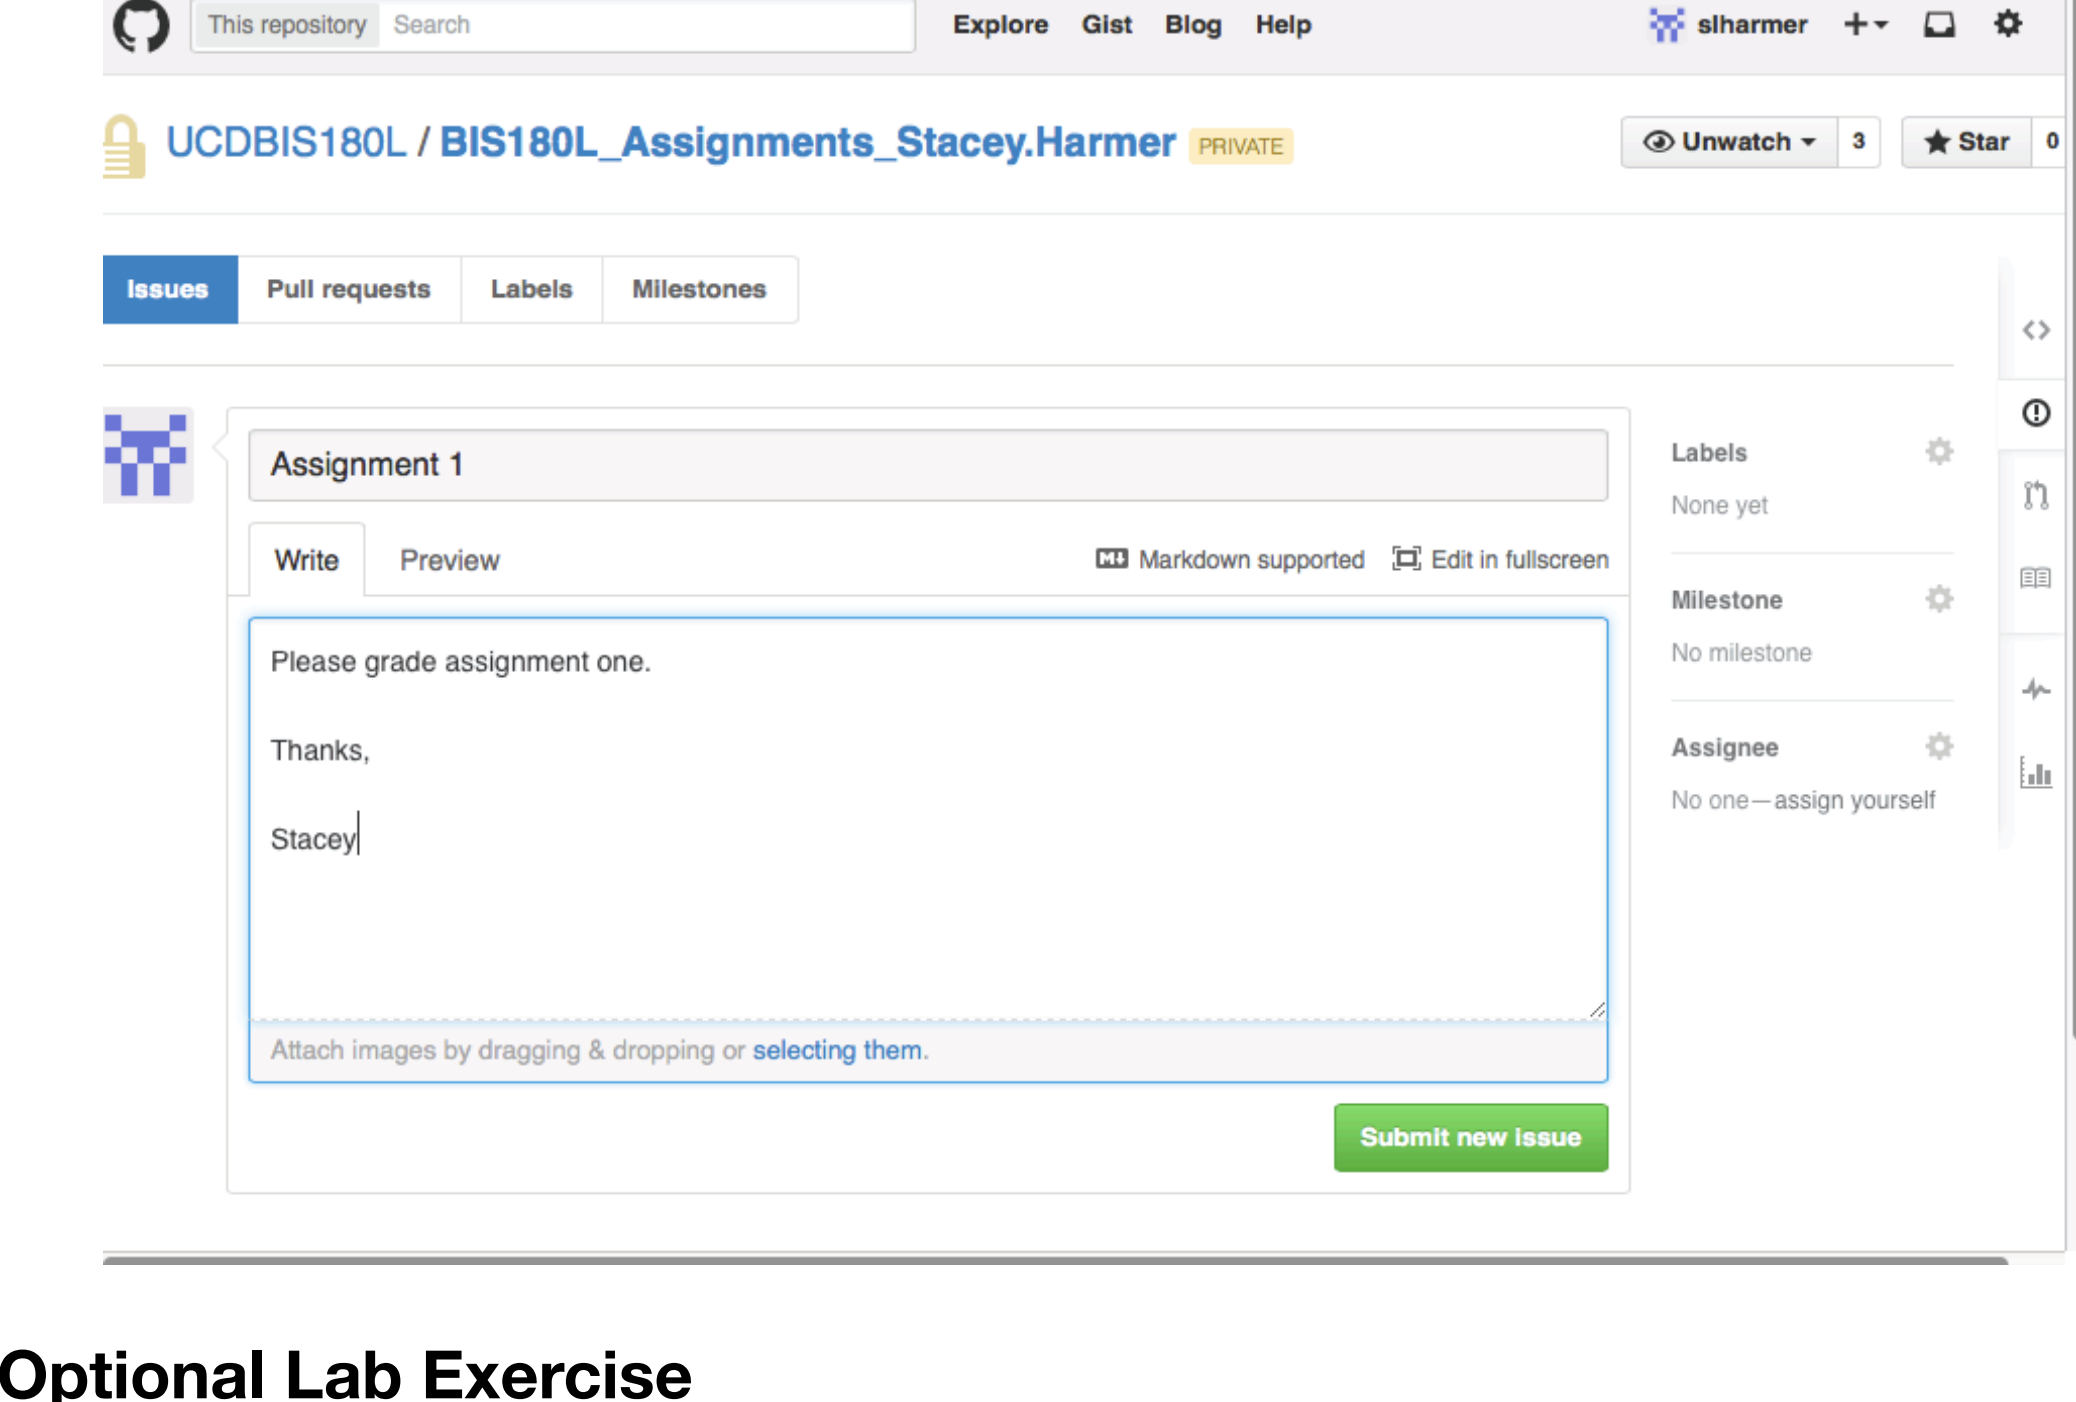 This repository Search Explore Gist Blog Help slharmer
UCDBIS180L / BIS180L_Assignments_Stacey.Harmer PRIVATE Unwatch 3 Star 0
Issues Pull requests Labels Milestones
Assignment 1
Write Preview Markdown supported Edit in fullscreen
Please grade assignment one.
Thanks,
Stacey
Attach images by dragging & dropping or selecting them.
Submit new issue
Labels
None yet
Milestone
No milestone
Assignee
No one—assign yourself
Optional Lab Exercise